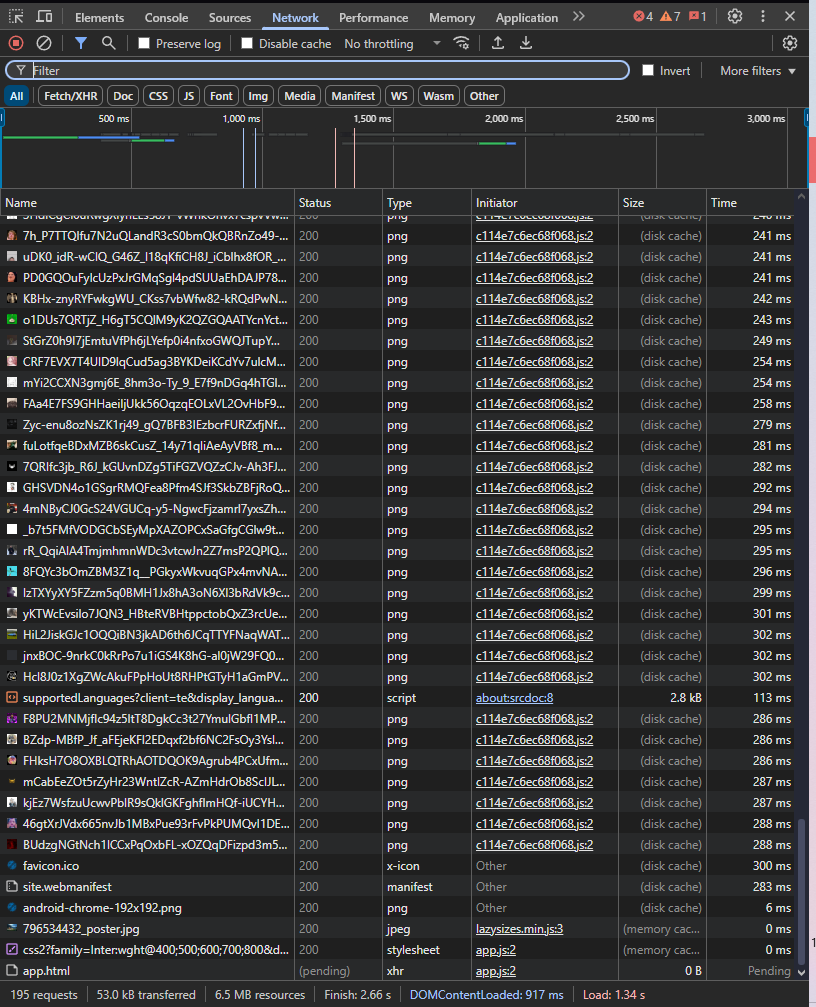 Elements Console Sources Network Performance Memory Application 4 7 1
Preserve log Disable cache No throttling
Filter Invert More filters
All Fetch/XHR Doc CSS JS Font Img Media Manifest WS Wasm Other
500 ms 1,000 ms 1,500 ms 2,000 ms 2,500 ms 3,000 ms
Name Status Type Initiator Size Time
200 png c114e7c6ec68f068.js:2 (disk cache) 240 ms
7h_P7TTQIfu7N2uQLandR3cS0bmQkQBRnZo49-... 200 png c114e7c6ec68f068.js:2 (disk cache) 241 ms
uDK0_idR-wCIQ_G46Z_l18qKfiCH8J_iCbIhx8fOR_... 200 png c114e7c6ec68f068.js:2 (disk cache) 241 ms
PD0GQOuFylcUzPxJrGMqSgl4pdSUUaEhDAJP78... 200 png c114e7c6ec68f068.js:2 (disk cache) 241 ms
KBHx-znyRYFwkgWU_CKss7vbWfw82-kRQdPwN... 200 png c114e7c6ec68f068.js:2 (disk cache) 242 ms
o1DUs7QRTjZ_H6gT5CQIM9yK2QZGQAATYcnYct... 200 png c114e7c6ec68f068.js:2 (disk cache) 243 ms
StGrZ0h9I7jEmtuVfPh6jLYefp0i4nfxoGWQJTupY... 200 png c114e7c6ec68f068.js:2 (disk cache) 249 ms
CRF7EVX7T4UID9lqCud5ag3BYKDeiKCdYv7ulcM... 200 png c114e7c6ec68f068.js:2 (disk cache) 254 ms
mYi2CCXN3gmj6E_8hm3o-Ty_9_E7f9nDGq4hTGl... 200 png c114e7c6ec68f068.js:2 (disk cache) 254 ms
FAa4E7FS9GHHaeiljUkk56OqzqEOLxVL2OvHbF9... 200 png c114e7c6ec68f068.js:2 (disk cache) 258 ms
Zyc-enu8ozNsZK1rj49_gQ7BFB3IEzbcrFURZxfjNf... 200 png c114e7c6ec68f068.js:2 (disk cache) 279 ms
fuLotfqeBDxMZB6skCusZ_14y71qliAeAyVBf8_m... 200 png c114e7c6ec68f068.js:2 (disk cache) 281 ms
7QRIfc3jb_R6J_kGUvnDZg5TiFGZVQZzCJv-Ah3FJ... 200 png c114e7c6ec68f068.js:2 (disk cache) 282 ms
GHSVDN4o1GSgrRMQFea8Pfm4SJf3SkbZBFjRoQ... 200 png c114e7c6ec68f068.js:2 (disk cache) 292 ms
4mNByCJ0GcS24VGUCq-y5-NgwcFjzamrI7yxsZh... 200 png c114e7c6ec68f068.js:2 (disk cache) 294 ms
_b7t5FMfVODGCbSEyMpXAZOPCxSaGfgCGlw9t... 200 png c114e7c6ec68f068.js:2 (disk cache) 295 ms
rR_QqiAIA4TmjmhmnWDc3vtcwJn2Z7msP2QPIQ... 200 png c114e7c6ec68f068.js:2 (disk cache) 295 ms
8FQYc3bOmZBM3Z1q__PGkyxWkvuqGPx4mvNA... 200 png c114e7c6ec68f068.js:2 (disk cache) 296 ms
IzTXYyXY5FZzm5q0BMH1Jx8hA3oN6Xl3bRdVk9c... 200 png c114e7c6ec68f068.js:2 (disk cache) 299 ms
yKTWcEvsilo7JQN3_HBteRVBHtppctobQxZ3rcUe... 200 png c114e7c6ec68f068.js:2 (disk cache) 301 ms
HiL2JiskGJc1OQQiBN3jkAD6th6JCqTTYFNaqWAT... 200 png c114e7c6ec68f068.js:2 (disk cache) 302 ms
jnxBOC-9nrkC0kRrPo7u1iGS4K8hG-al0jW29FQ0... 200 png c114e7c6ec68f068.js:2 (disk cache) 302 ms
Hcl8J0z1XgZWcAkuFPpHoUt8RHPtGTyH1aGmPV... 200 png c114e7c6ec68f068.js:2 (disk cache) 302 ms
supportedLanguages?client=te&display_langua... 200 script about:srcdoc:8 2.8 kB 113 ms
F8PU2MNMjflc94z5ItT8DgkCc3t27YmulGbfl1MP... 200 png c114e7c6ec68f068.js:2 (disk cache) 286 ms
BZdp-MBfP_Jf_aFEjeKFI2EDqxf2bf6NC2FsOy3YsI... 200 png c114e7c6ec68f068.js:2 (disk cache) 286 ms
FHksH7O8OXBLQTRhAOTDQOK9Agrub4PCxUfm... 200 png c114e7c6ec68f068.js:2 (disk cache) 286 ms
mCabEeZOt5rZyHr23WntlZcR-AZmHdrOb8ScIJL... 200 png c114e7c6ec68f068.js:2 (disk cache) 287 ms
kjEz7WsfzuUcwvPbIR9sQkIGKFghfImHQf-iUCYH... 200 png c114e7c6ec68f068.js:2 (disk cache) 287 ms
46gtXrJVdx665nvJb1MBxPue93rFvPkPUMQvI1DE... 200 png c114e7c6ec68f068.js:2 (disk cache) 288 ms
BUdzgNGtNch1ICCxPqOxbFL-xOZQqDFizpd3m5... 200 png c114e7c6ec68f068.js:2 (disk cache) 288 ms
favicon.ico 200 x-icon Other (disk cache) 300 ms
site.webmanifest 200 manifest Other (disk cache) 283 ms
android-chrome-192x192.png 200 png Other (disk cache) 6 ms
796534432_poster.jpg 200 jpeg lazysizes.min.js:3 (memory cac... 0 ms
css2?family=Inter:wght@400;500;600;700;800&d... 200 stylesheet app.js:2 (memory cac... 0 ms
app.html (pending) xhr app.js:2 0 B Pending
195 requests 53.0 kB transferred 6.5 MB resources Finish: 2.66 s DOMContentLoaded: 917 ms Load: 1.34 s